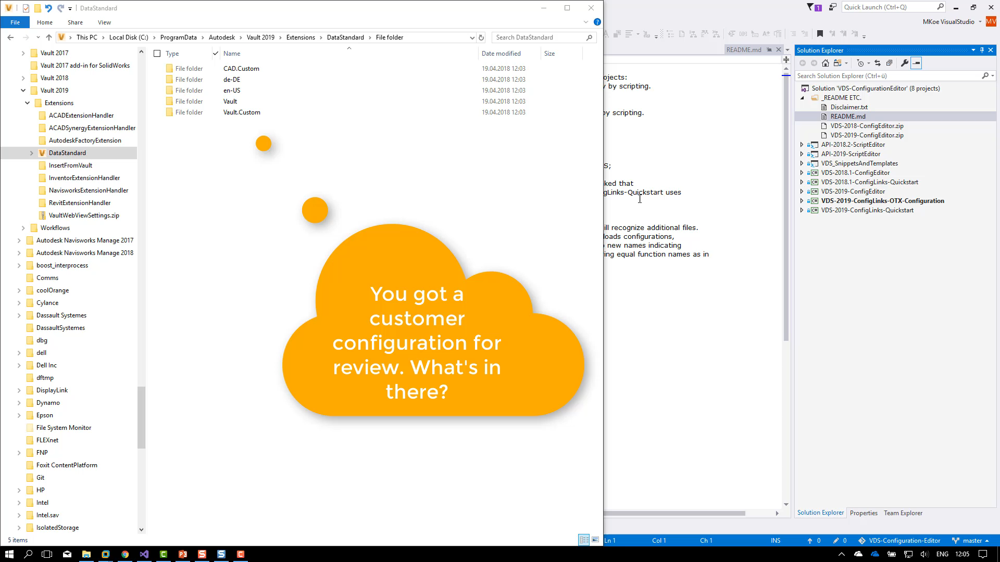 DataStandard
File
Home
Share
View
This PC
Local Disk (C:)
ProgramData
Autodesk
Vault 2019
Extensions
DataStandard
File folder
Search DataStandard
Vault 2017
Vault 2017 add-in for SolidWorks
Vault 2018
Vault 2019
Extensions
ACADExtensionHandler
ACADSynergyExtensionHandler
AutodeskFactoryExtension
DataStandard
InsertFromVault
InventorExtensionHandler
NavisworksExtensionHandler
RevitExtensionHandler
VaultWebViewSettings.zip
Workflows
Autodesk Navisworks Manage 2017
Autodesk Navisworks Manage 2018
boost_interprocess
Comms
coolOrange
Cylance
Dassault Systemes
DassaultSystemes
dbg
dell
Dell Inc
dftmp
DisplayLink
Dynamo
Epson
File System Monitor
FLEXnet
FNP
Foxit ContentPlatform
Git
HP
Intel
Intel.sav
IsolatedStorage
5 items
Type Name Date modified Size
File folder CAD.Custom 19.04.2018 12:03
File folder de-DE 19.04.2018 12:03
File folder en-US 19.04.2018 12:03
File folder Vault 19.04.2018 12:03
File folder Vault.Custom 19.04.2018 12:03
You got a
customer
configuration for
review. What's in
there?
1
Quick Launch (Ctrl+Q)
MKoe VisualStudio
MV
README.md
ojects:
y by scripting.
by scripting.
S;
ked that
gLinks-Quickstart uses
ill recognize additional files.
loads configurations,
new names indicating
ing equal function names as in
Solution Explorer
Search Solution Explorer (Ctrl+ü)
Solution 'VDS-ConfigurationEditor' (8 projects)
_README ETC.
Disclaimer.txt
README.md
VDS-2018-ConfigEditor.zip
VDS-2019-ConfigEditor.zip
API-2018.2-ScriptEditor
API-2019-ScriptEditor
VDS_SnippetsAndTemplates
C# VDS-2018.1-ConfigEditor
C# VDS-2018.1-ConfigLinks-Quickstart
C# VDS-2019-ConfigEditor
C# VDS-2019-ConfigLinks-OTX-Configuration
C# VDS-2019-ConfigLinks-Quickstart
Solution Explorer Properties Team Explorer
Ln 1 Col 1 Ch 1 INS 0 0 VDS-Configuration-Editor master
ENG 12:05